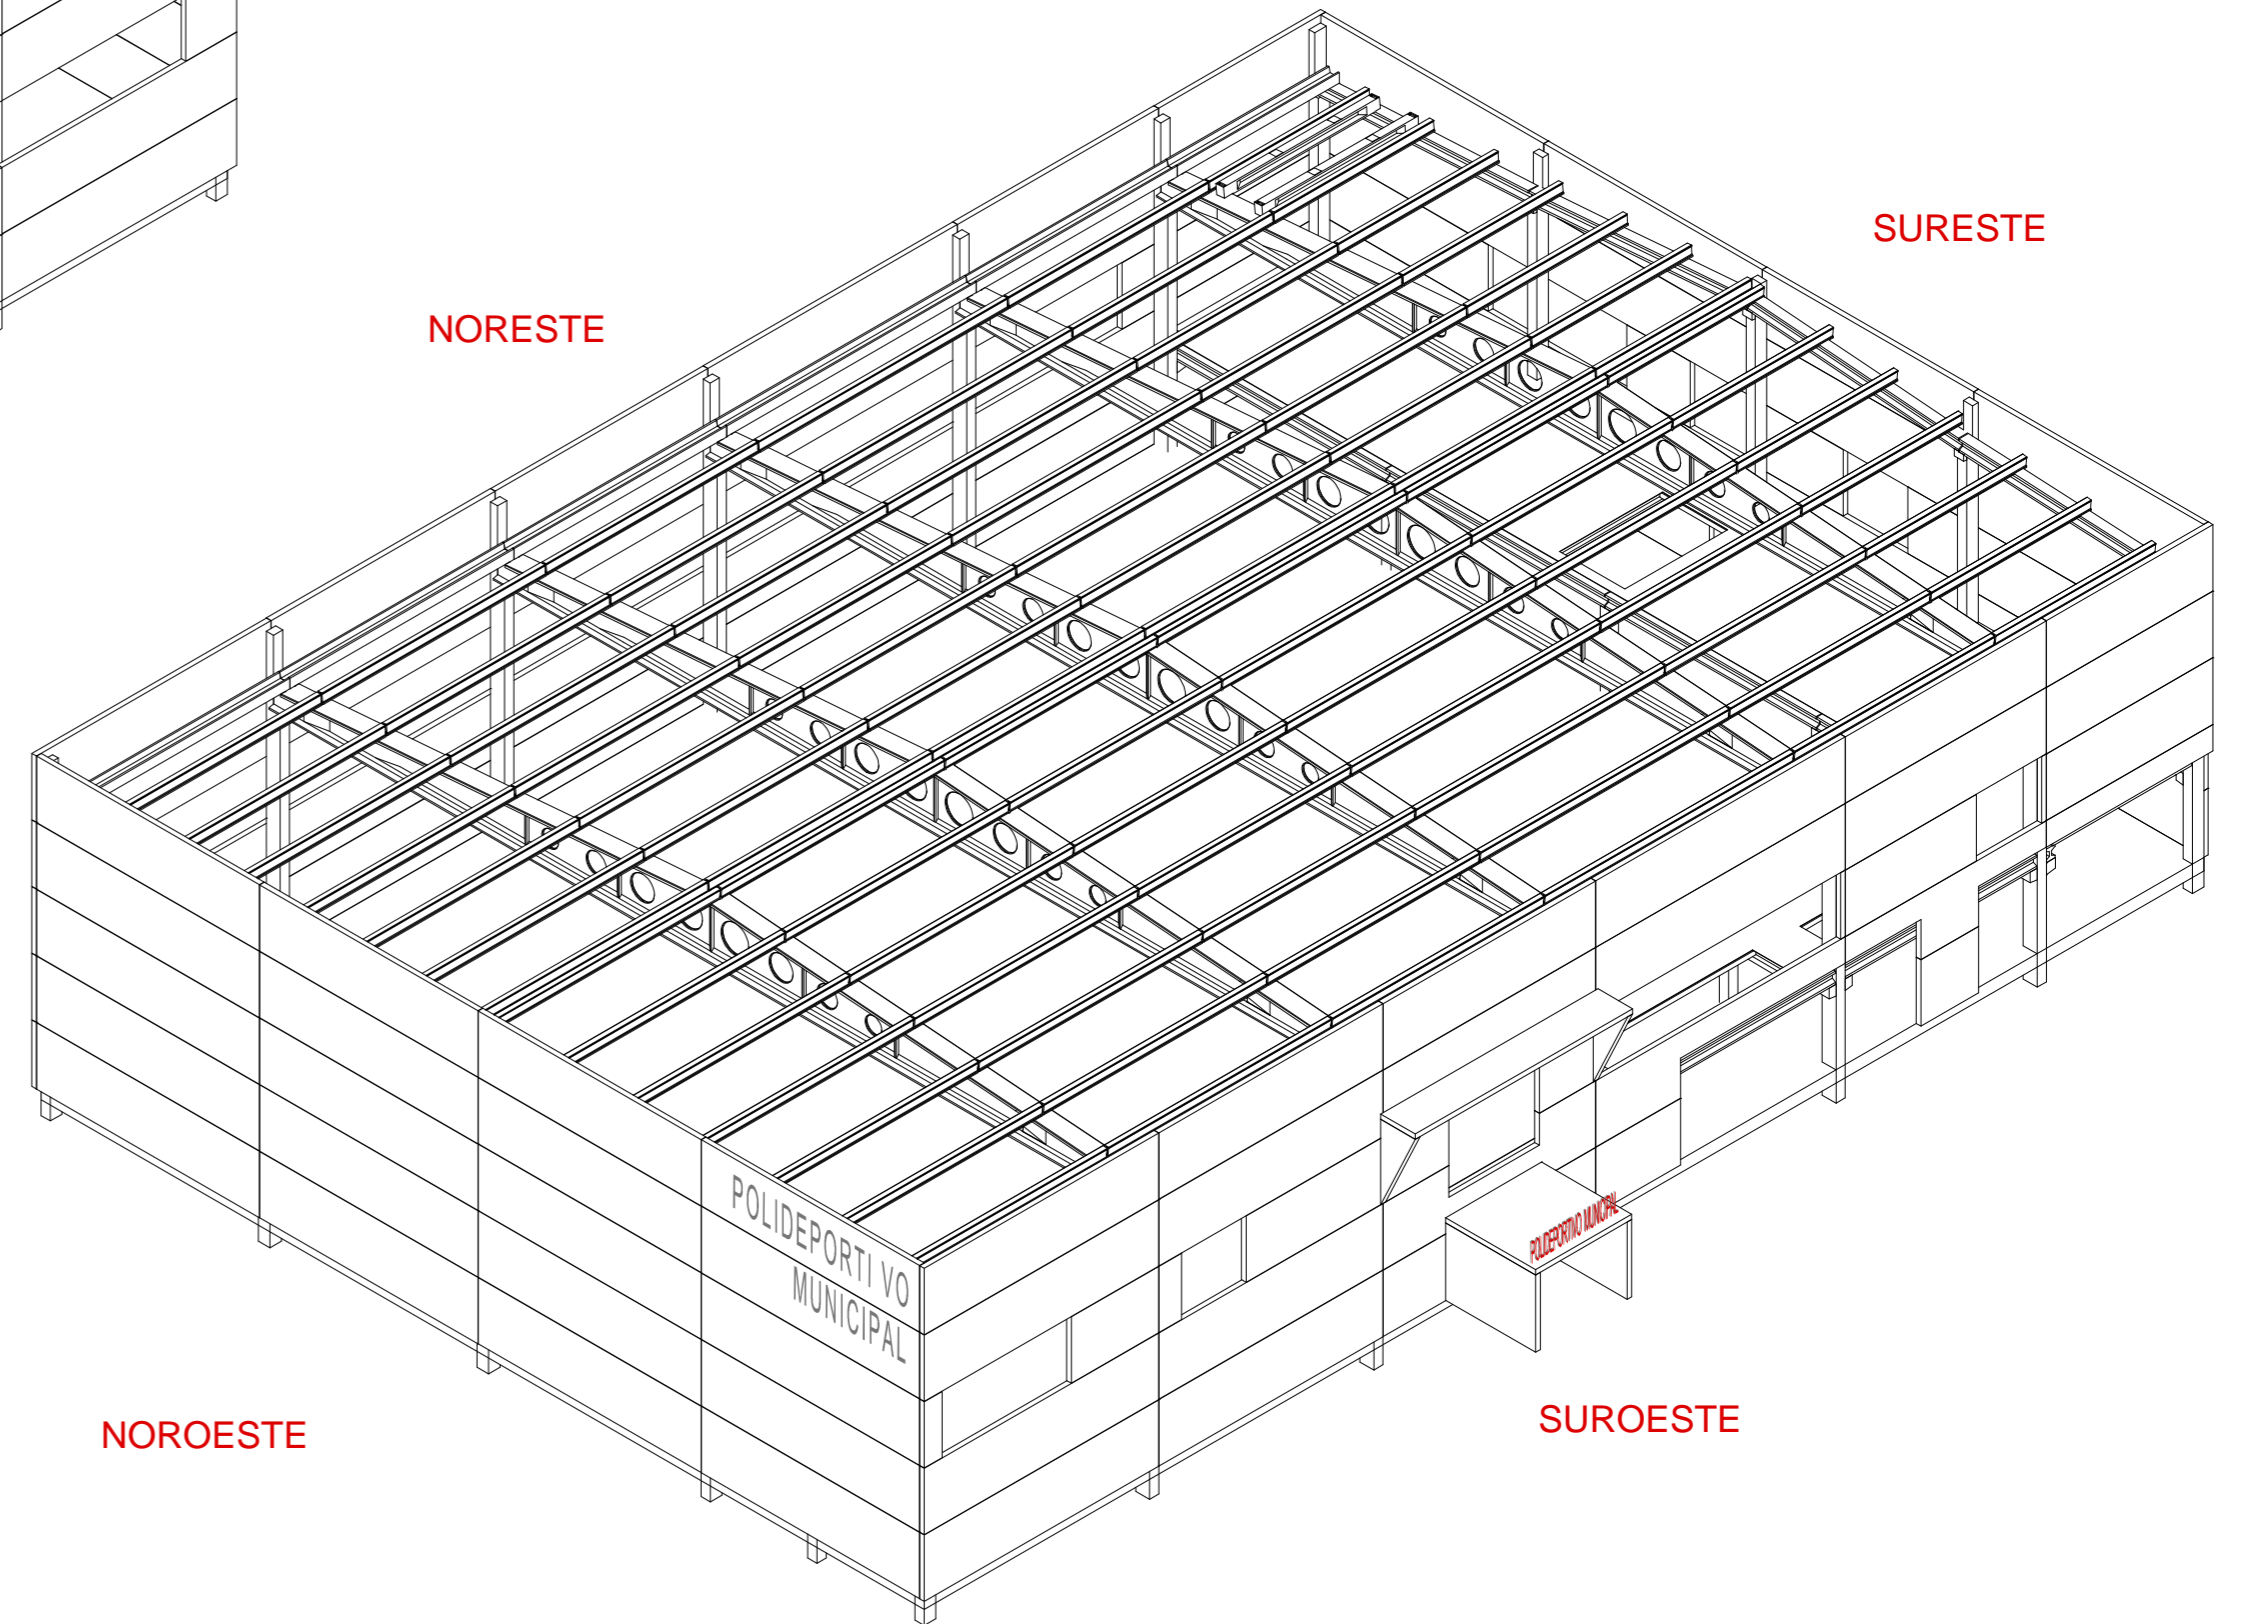 SURESTE
NORESTE
POLIDEPORTI VO
MUNICIPAL
POLIDEPORTIVO MUNICIPAL
SUROESTE
NOROESTE